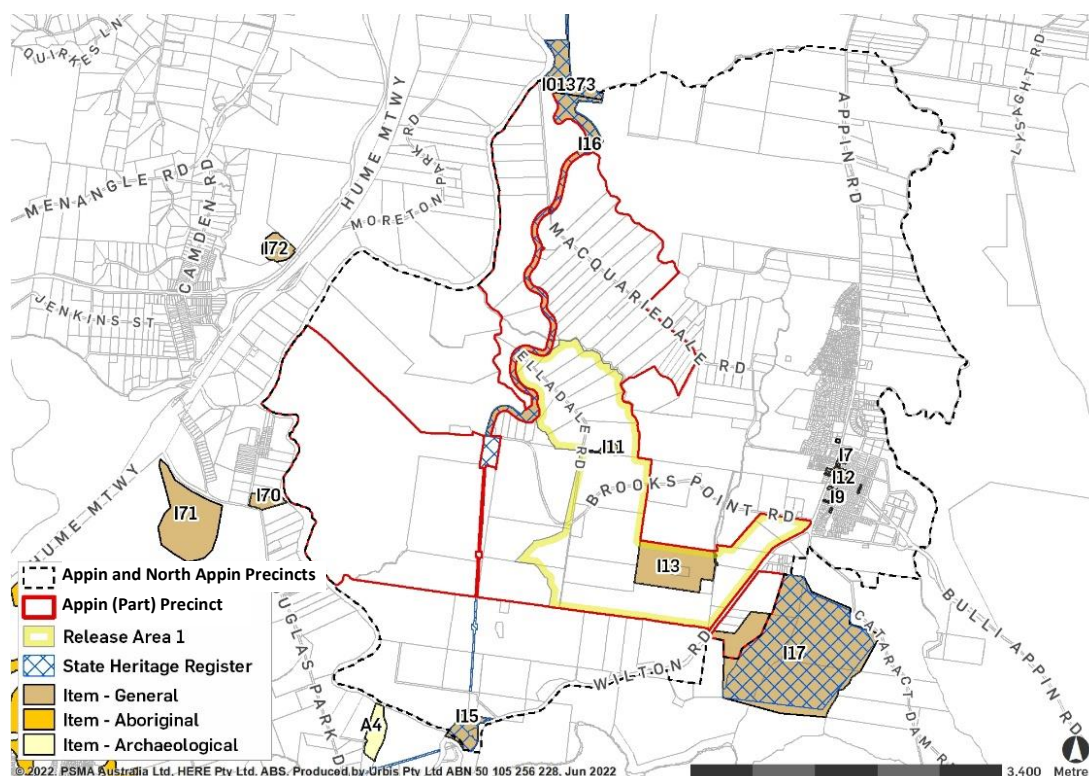 QUIRKES LN
HUME MTWY
MORETON PARK RD
MENANGLE RD
CAMDEN RD
JENKINS ST
I72
I01373
I16
APPIN RD
LYSAGHT RD
MACQUARIEDALE RD
ELLADALE RD
I11
BROOKS POINT RD
I7
I12
I9
I13
I17
I70
I71
HUME MTWY
WILTON RD
CATARACT DAM RD
BULLI APPIN RD
I15
A4
UGLAS PARK D
Appin and North Appin Precincts
Appin (Part) Precinct
Release Area 1
State Heritage Register
Item - General
Item - Aboriginal
Item - Archaeological
© 2022. PSMA Australia Ltd, HERE Pty Ltd. ABS. Produced by Urbis Pty Ltd ABN 50 105 256 228, Jun 2022
3,400 Metr